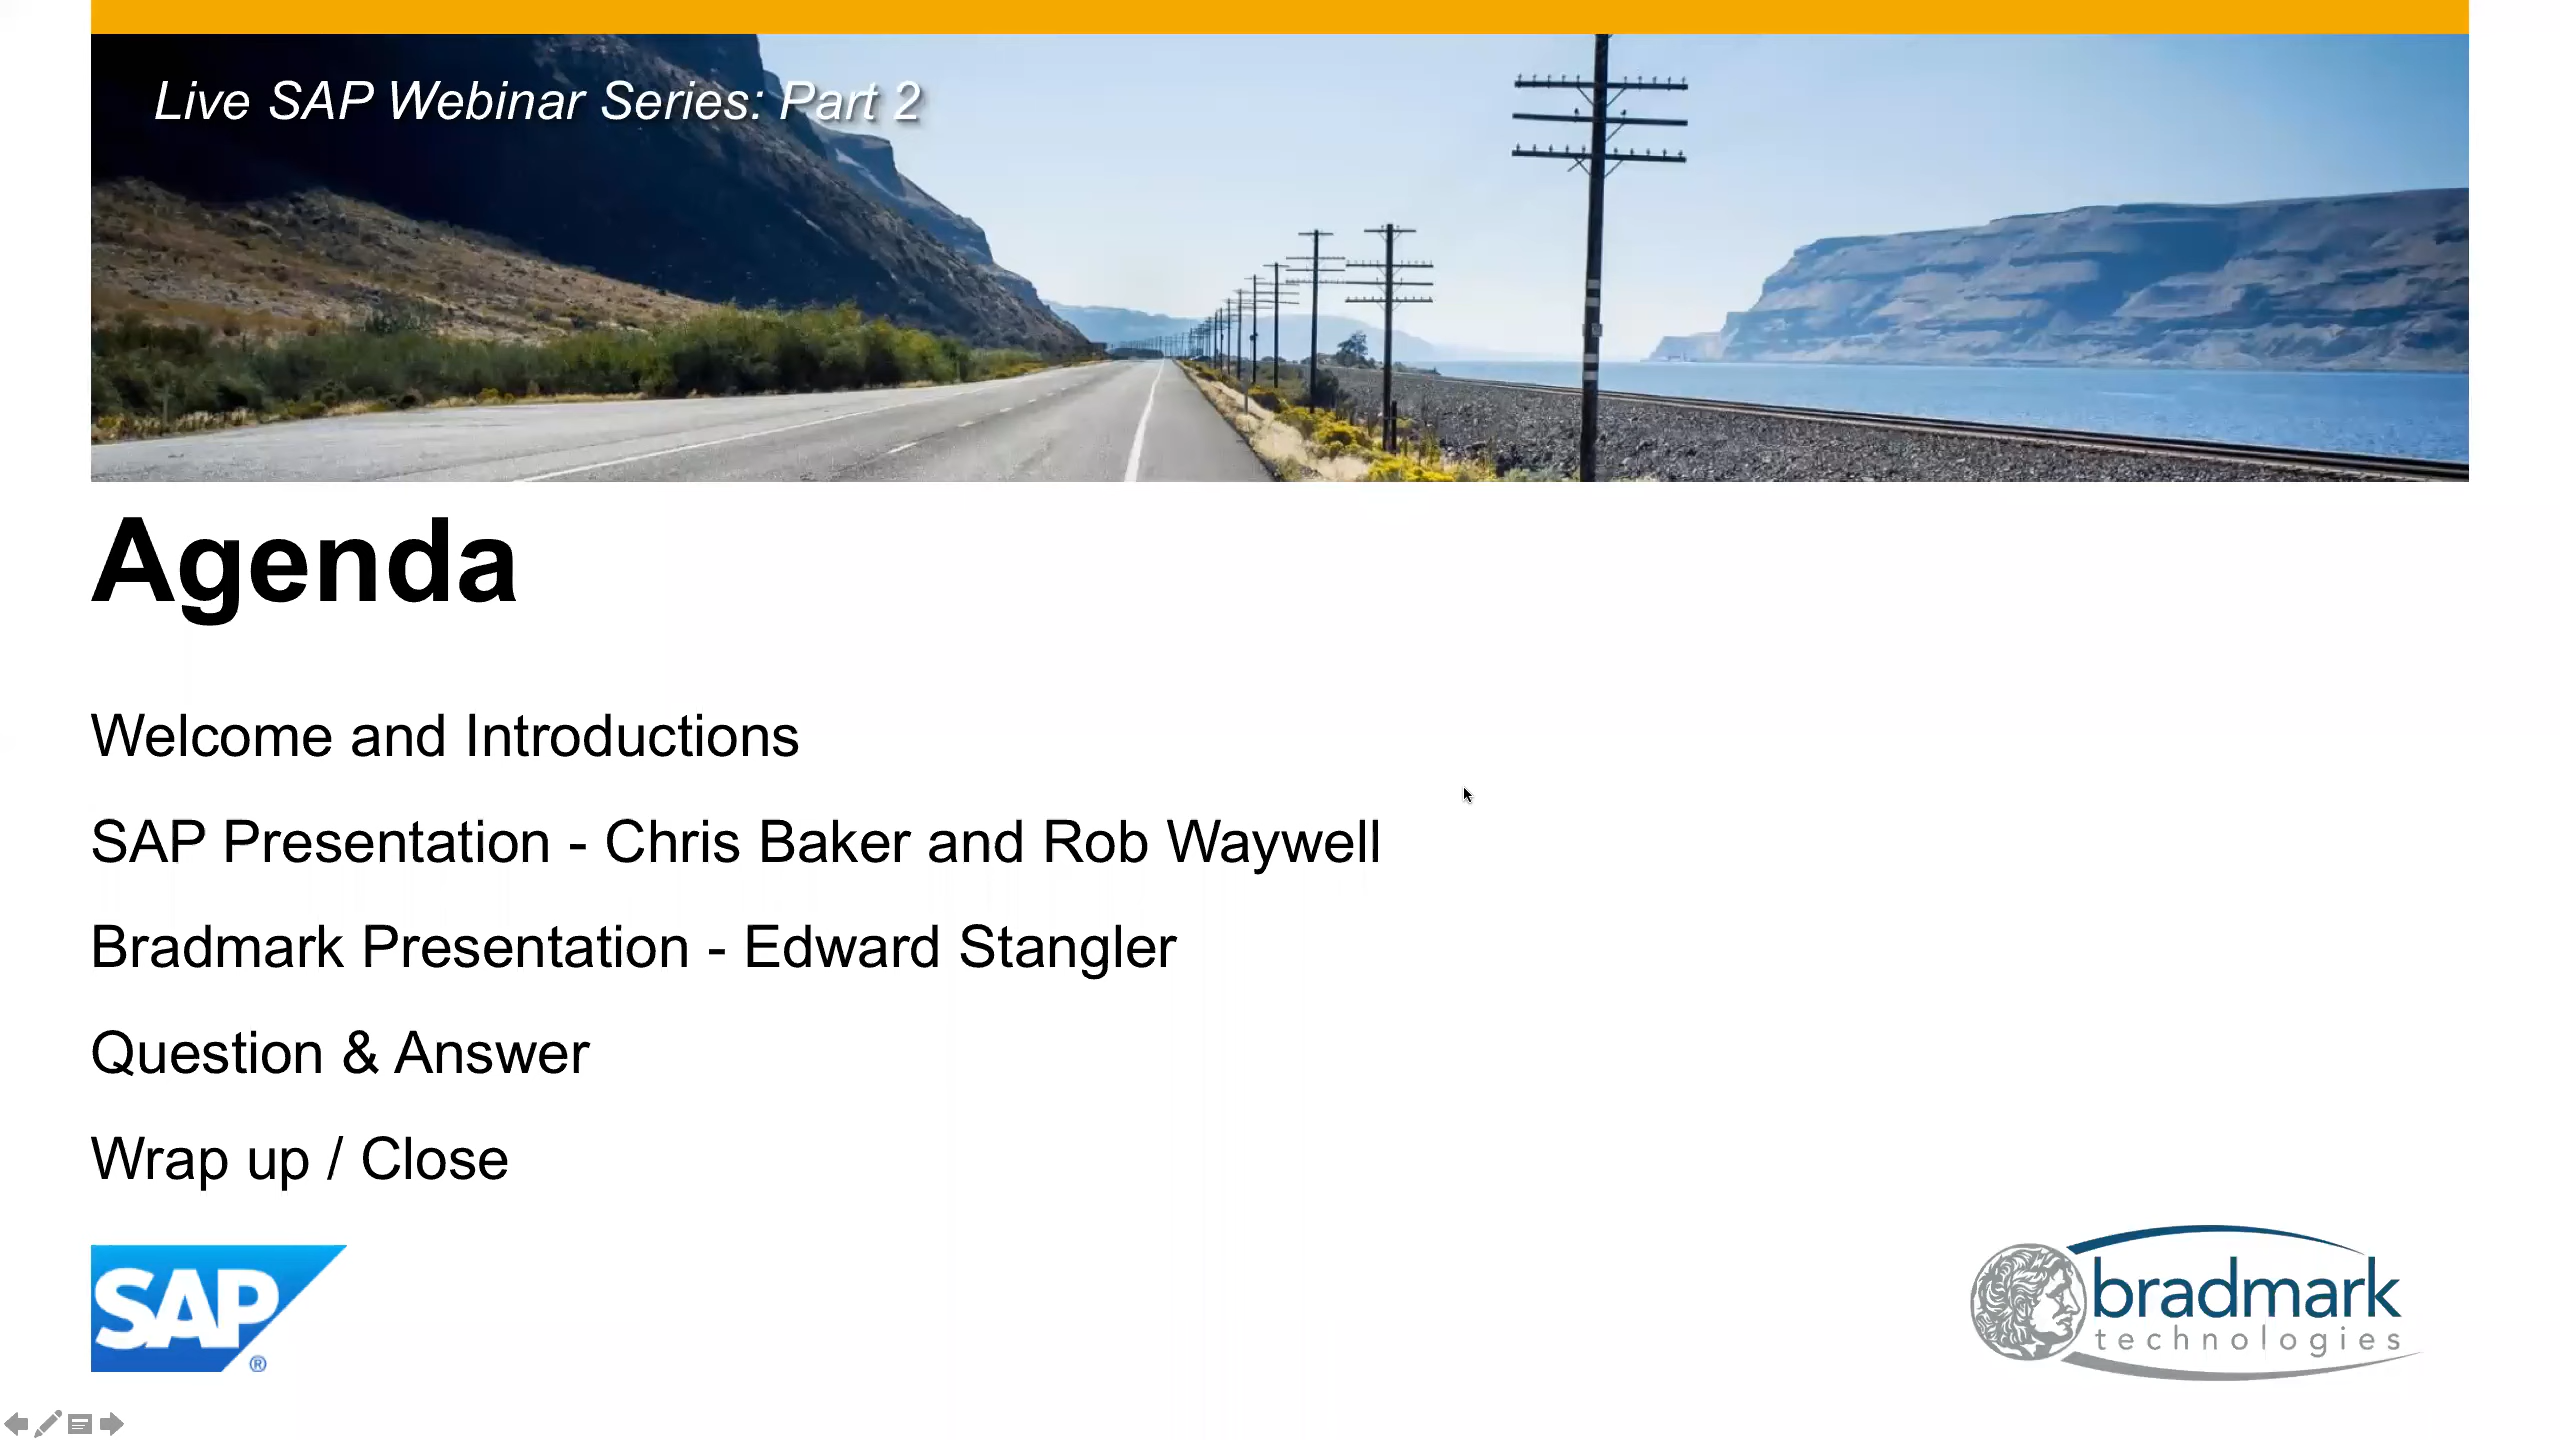 Live SAP Webinar Series: Part 2
Agenda
Welcome and Introductions
SAP Presentation - Chris Baker and Rob Waywell
Bradmark Presentation - Edward Stangler
Question & Answer
Wrap up / Close
SAP ®
bradmark
technologies